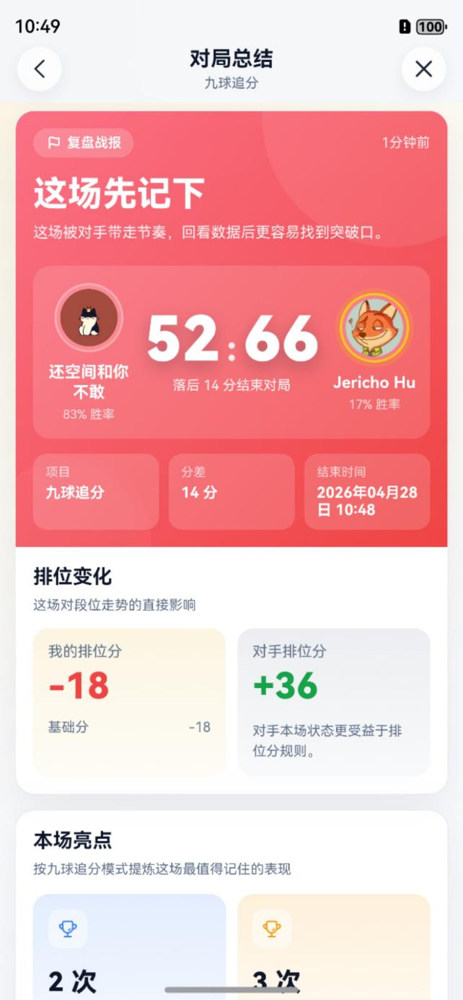 10:49
100
对局总结
九球追分
复盘战报
1分钟前
这场先记下
这场被对手带走节奏，回看数据后更容易找到突破口。
还空间和你
不敢
83% 胜率
52:66
落后 14 分结束对局
Jericho Hu
17% 胜率
项目
九球追分
分差
14 分
结束时间
2026年04月28
日 10:48
排位变化
这场对段位走势的直接影响
我的排位分
-18
基础分
-18
对手排位分
+36
对手本场状态更受益于排
位分规则。
本场亮点
按九球追分模式提炼这场最值得记住的表现
2 次
3 次